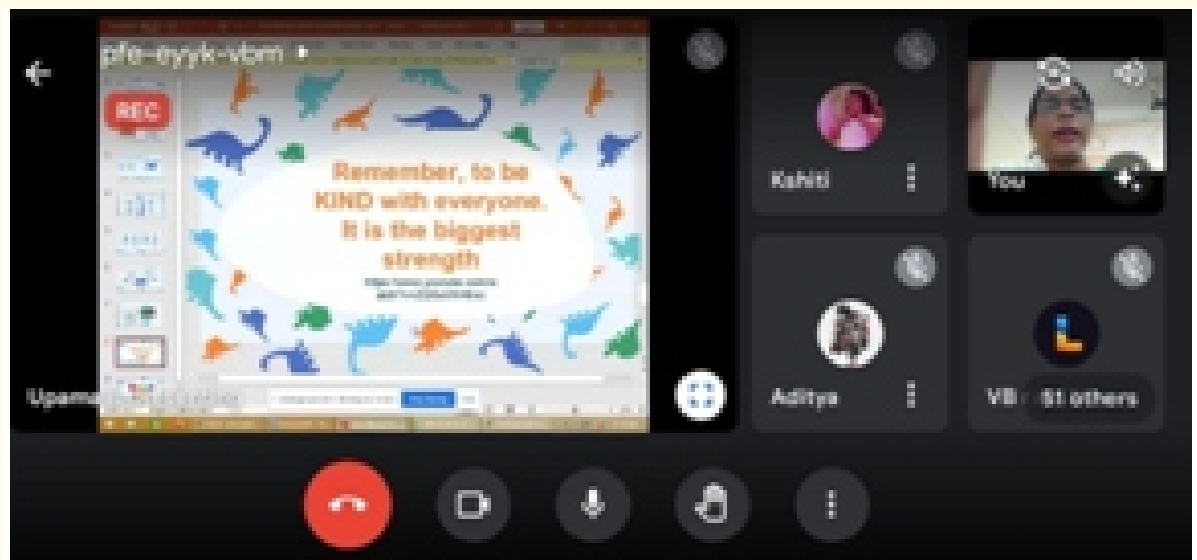 pfe-eyyk-vbm
REC
Remember, to be
KIND with everyone.
It is the biggest
strength
Upama
Kshiti
You
Aditya
VB
51 others